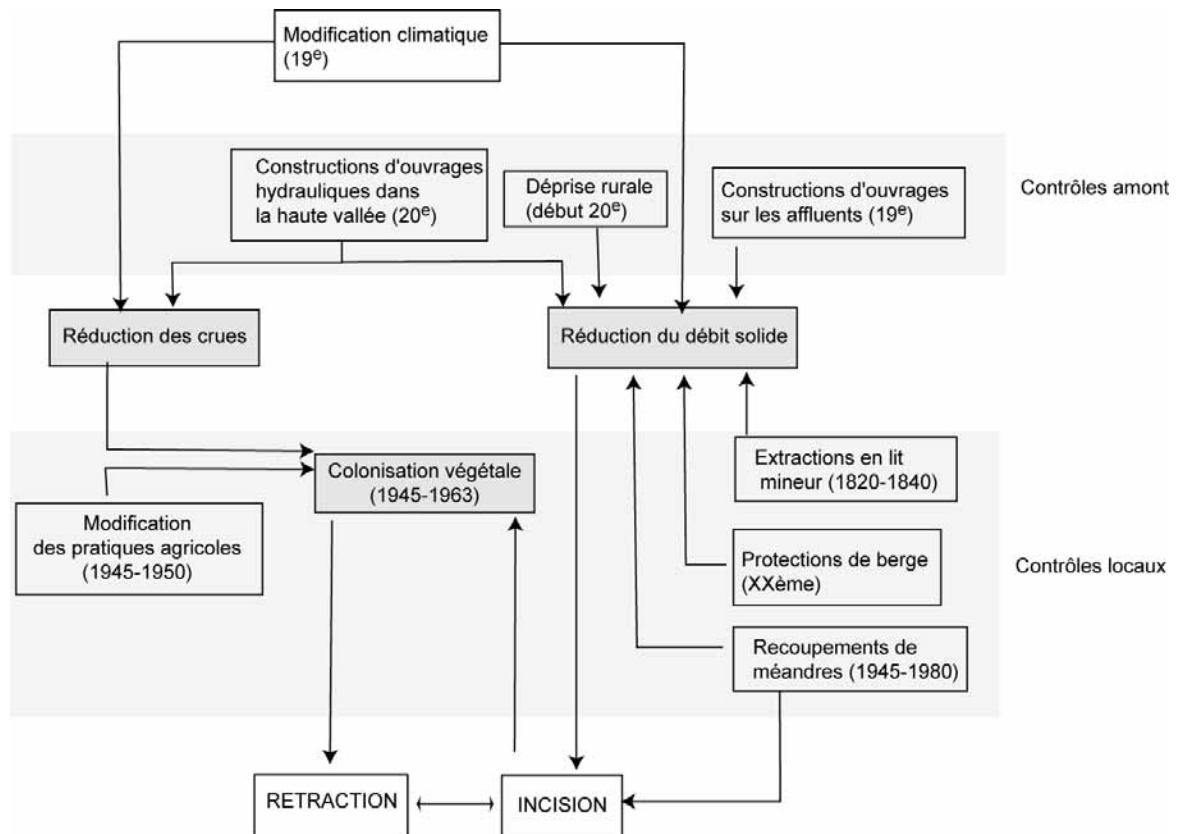 Modification climatique
(19e)
Constructions d'ouvrages
hydrauliques dans
la haute vallée (20e)
Déprise rurale
(début 20e)
Constructions d'ouvrages
sur les affluents (19e)
Contrôles amont
Réduction des crues
Réduction du débit solide
Colonisation végétale
(1945-1963)
Extractions en lit
mineur (1820-1840)
Modification
des pratiques agricoles
(1945-1950)
Protections de berge
(XXème)
Contrôles locaux
Recoupements de
méandres (1945-1980)
RETRACTION
INCISION